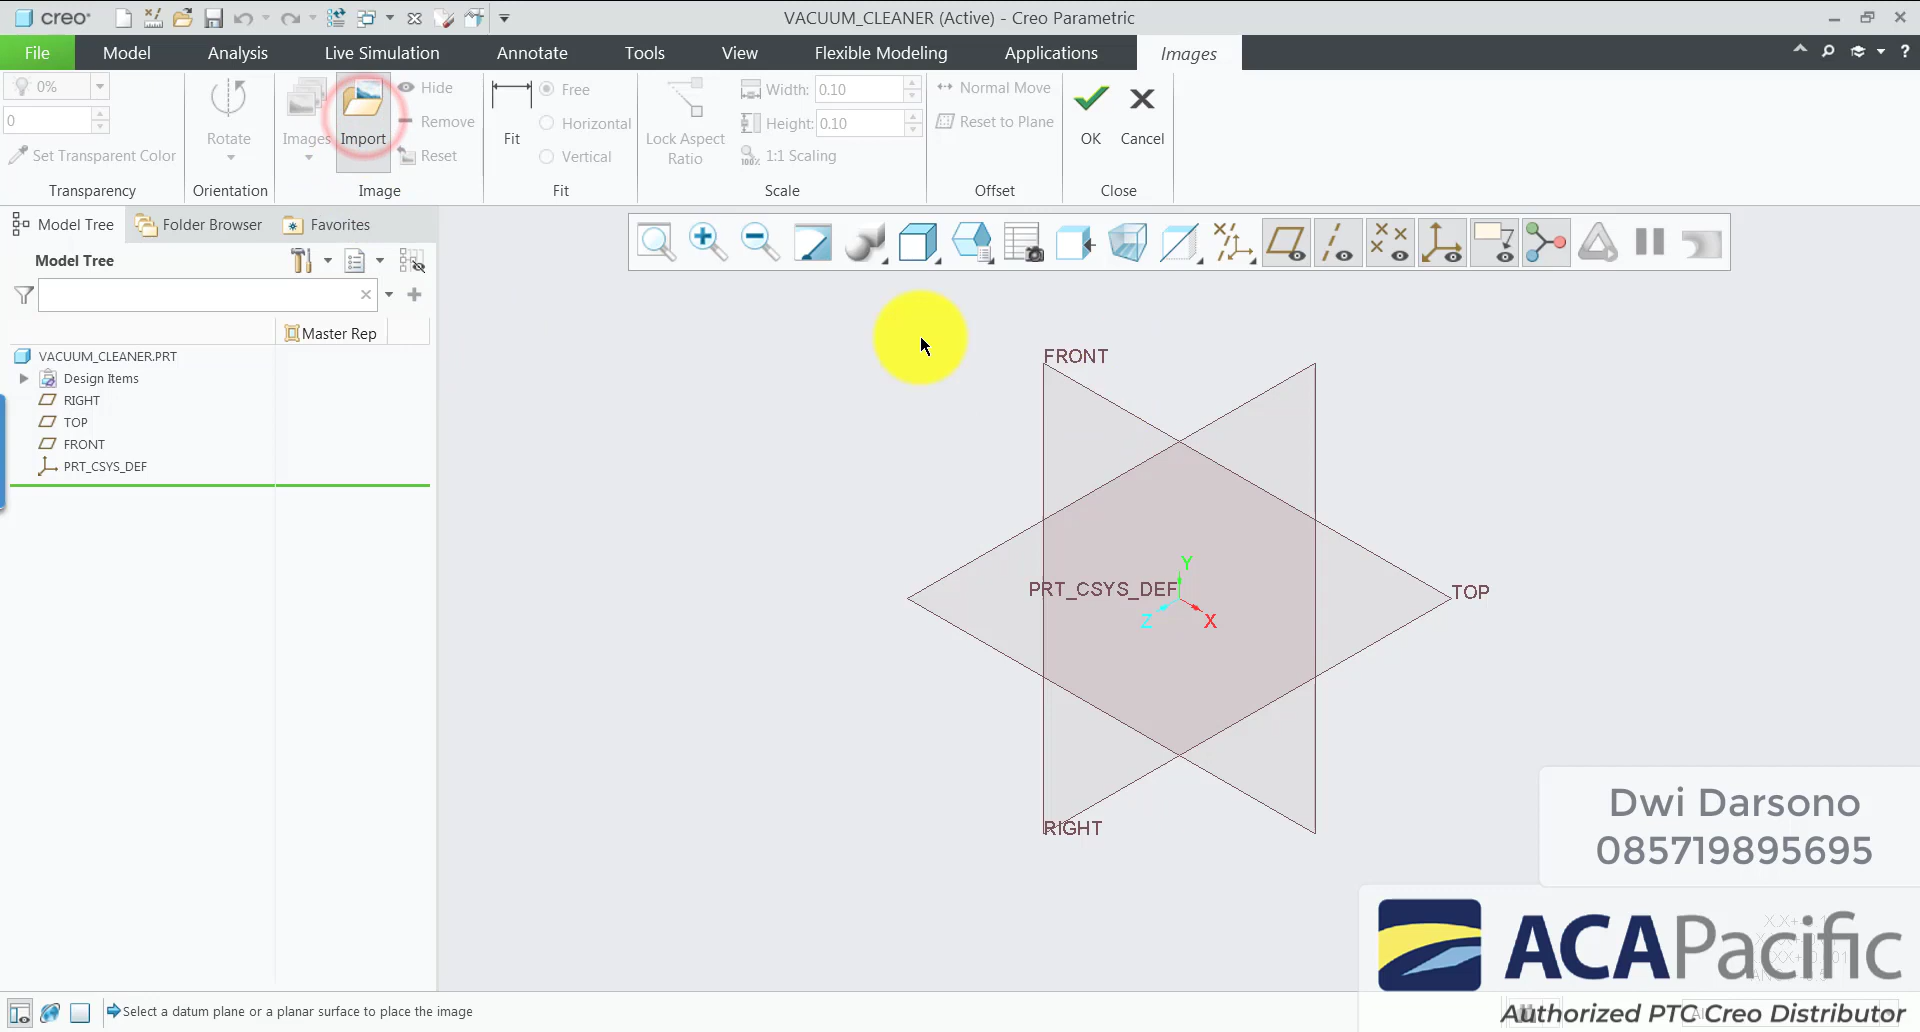 creo
VACUUM_CLEANER (Active) - Creo Parametric
File
Model
Analysis
Live Simulation
Annotate
Tools
View
Flexible Modeling
Applications
Images
0%
0
Set Transparent Color
Transparency
Rotate
Orientation
Images
Import
Hide
Remove
Reset
Image
Fit
Free
Horizontal
Vertical
Fit
Lock Aspect
Ratio
Width: 0.10
Height: 0.10
1:1 Scaling
Scale
Normal Move
Reset to Plane
Offset
OK
Cancel
Close
Model Tree
Folder Browser
Favorites
Model Tree
Master Rep
VACUUM_CLEANER.PRT
Design Items
RIGHT
TOP
FRONT
PRT_CSYS_DEF
FRONT
Y
PRT_CSYS_DEF
TOP
Z
X
RIGHT
Dwi Darsono
085719895695
ACAPacific
Authorized PTC Creo Distributor
Select a datum plane or a planar surface to place the image